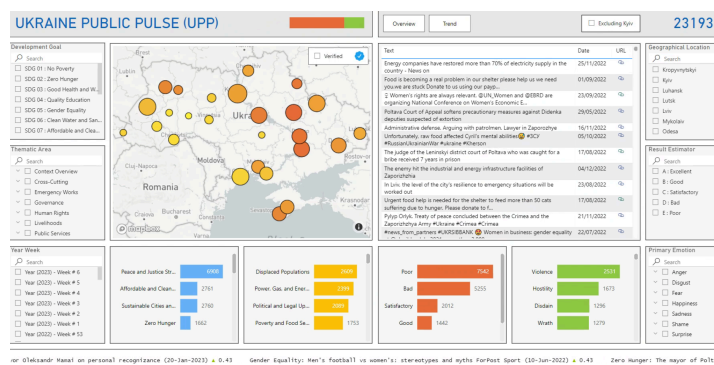 UKRAINE PUBLIC PULSE (UPP)
Overview
Trend
Excluding Kyiv
23193
Development Goal
Search
SDG 01 : No Poverty
SDG 02 : Zero Hunger
SDG 03 : Good Health and W...
SDG 04 : Quality Education
SDG 05 : Gender Equality
SDG 06 : Clean Water and San...
SDG 07 : Affordable and Clea...
Thematic Area
Search
Context Overview
Cross-Cutting
Emergency Works
Governance
Human Rights
Livelihoods
Public Services
Year Week
Search
Year (2023) - Week # 6
Year (2023) - Week # 5
Year (2023) - Week # 4
Year (2023) - Week # 3
Year (2023) - Week # 2
Year (2023) - Week # 1
Year (2022) - Week # 53
Verified
Brest
Lublin
Ukra
Cluj-Napoca
Moldova
Romania
Craiova
Bucharest
Constanța
Krasnodar
mapbox
Text Date URL
Energy companies have restored more than 70% of electricity supply in the 25/11/2022
country - News on
Food is becoming a real problem in our shelter please help us we need 01/09/2022
you we are stuck Donate to us using our payp...
Women's rights are always relevant. @UN_Women @EBRD are 23/09/2022
organizing National Conference on Women's Economic E...
Poltava Court of Appeal softens precautionary measures against Didenka 29/05/2022
deputies suspected of extortion
Administrative defense. Arguing with patrolmen. Lawyer in Zaporozhye 16/11/2022
Unfortunately, raw food affected Cyril's mental abilities #3CV 05/10/2022
#RussianUkrainianWar #ukraine #Kherson
The judge of the Leninskyi district court of Poltava who was caught for a 17/08/2022
bribe received 7 years in prison
The enemy hit the industrial and energy infrastructure facilities of 04/12/2022
Zaporizhzhia
In Lviv, the level of the city's resilience to emergency situations will be 23/08/2022
worked out
Urgent food help is needed for the shelter to feed more than 50 cats 17/08/2022
suffering due to hunger. Please donate to f...
Pylyp Orlyk. Treaty of peace concluded between the Crimea and the 21/11/2022
Zaporizhzhya Army #Ukraine #Crimea #Crimea
#news_from_partners #UKRSIBBANK Women in business: gender equality 22/07/2022
Geographical Location
Search
Kropyvnytskyi
Kyiv
Luhansk
Lutsk
Lviv
Mykolaiv
Odesa
Result Estimator
Search
A : Excellent
B : Good
C : Satisfactory
D : Bad
E : Poor
Primary Emotion
Search
Anger
Disgust
Fear
Happiness
Sadness
Shame
Surprise
Peace and Justice Str... 6908
Affordable and Clean... 2761
Sustainable Cities an... 2760
Zero Hunger 1662
Displaced Populations 2609
Power, Gas, and Ener... 2399
Political and Legal Up... 2089
Poverty and Food Se... 1753
Poor 7542
Bad 5255
Satisfactory 2012
Good 1442
Violence 2531
Hostility 1673
Disdain 1296
Wrath 1279
yor Oleksandr Mamai on personal recognizance (20-Jan-2023) ▲ 0.43 Gender Equality: Men's football vs women's: stereotypes and myths ForPost Sport (10-Jun-2022) ▲ 0.43 Zero Hunger: The mayor of Polt